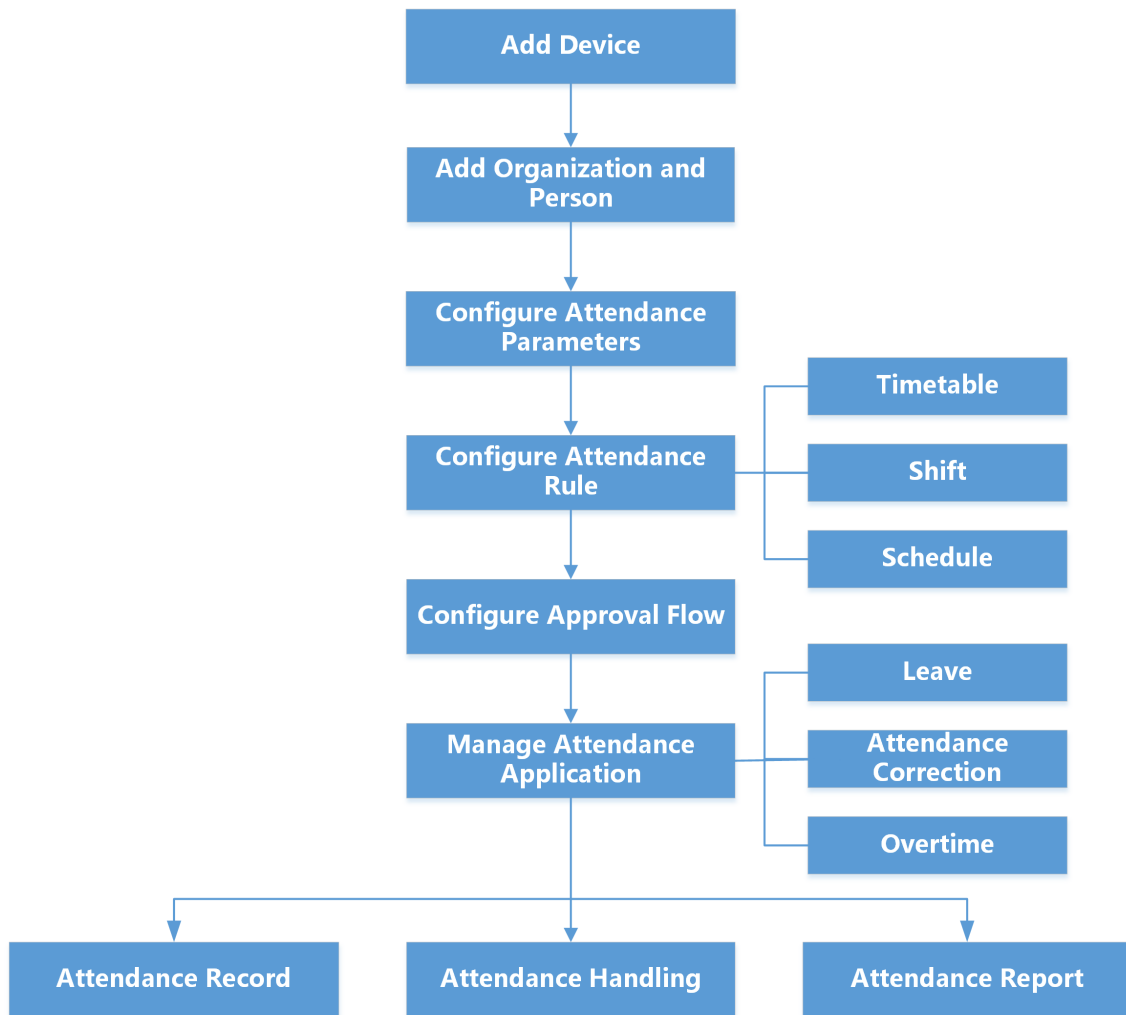 Add Device
Add Organization and
Person
Configure Attendance
Parameters
Timetable
Configure Attendance
Rule
Shift
Schedule
Configure Approval Flow
Leave
Manage Attendance
Application
Attendance
Correction
Overtime
Attendance Record
Attendance Handling
Attendance Report